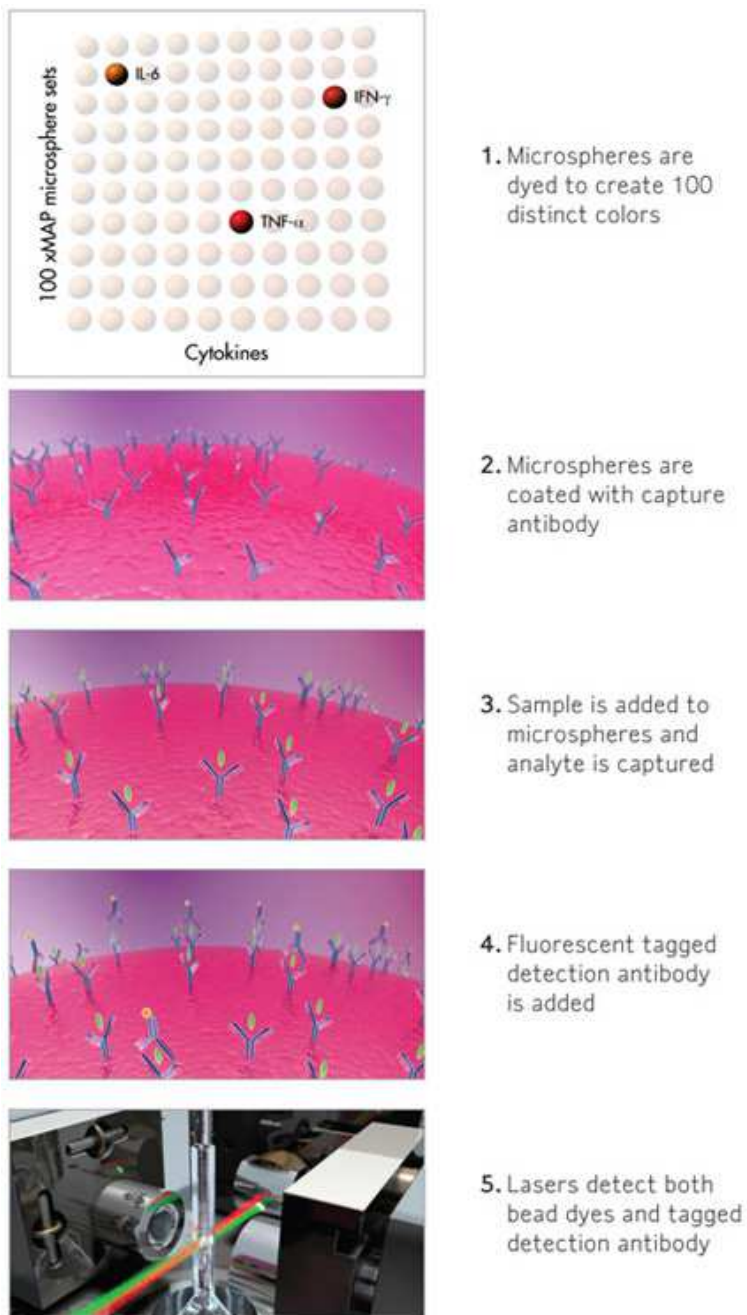 100 xMAP microsphere sets
IL-6
IFN-γ
TNF-α
Cytokines
1. Microspheres are
dyed to create 100
distinct colors
2. Microspheres are
coated with capture
antibody
3. Sample is added to
microspheres and
analyte is captured
4. Fluorescent tagged
detection antibody
is added
5. Lasers detect both
bead dyes and tagged
detection antibody